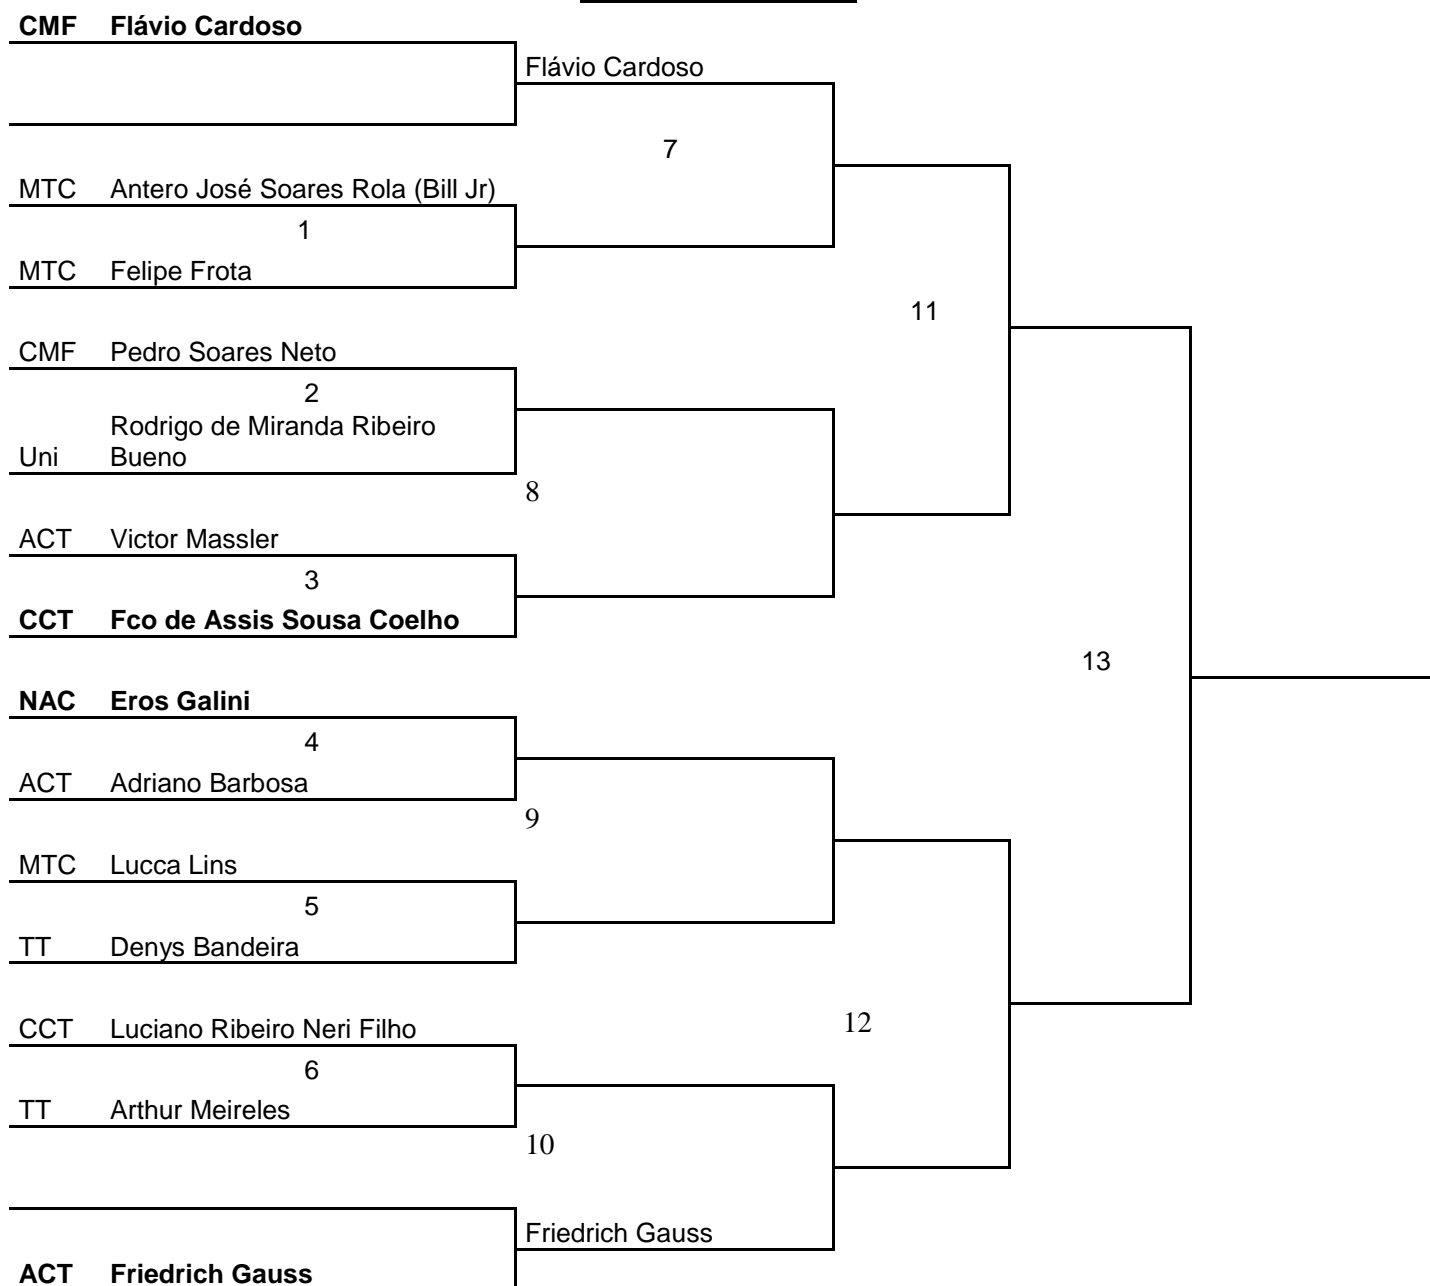 CMF Flávio Cardoso
Flávio Cardoso
7
MTC Antero José Soares Rola (Bill Jr)
1
MTC Felipe Frota
11
CMF Pedro Soares Neto
2
Rodrigo de Miranda Ribeiro
Uni Bueno
8
ACT Victor Massler
3
CCT Fco de Assis Sousa Coelho
13
NAC Eros Galini
4
ACT Adriano Barbosa
9
MTC Lucca Lins
5
TT Denys Bandeira
12
CCT Luciano Ribeiro Neri Filho
6
TT Arthur Meireles
10
Friedrich Gauss
ACT Friedrich Gauss